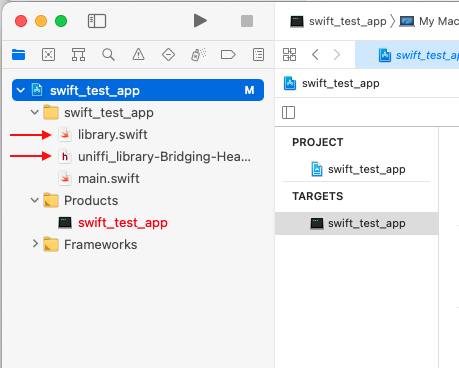 swift_test_app 〉 My Mac
swift_test_ap
swift_test_app M
swift_test_app
library.swift
h uniffi_library-Bridging-Hea...
main.swift
Products
swift_test_app
Frameworks
swift_test_app
PROJECT
swift_test_app
TARGETS
swift_test_app